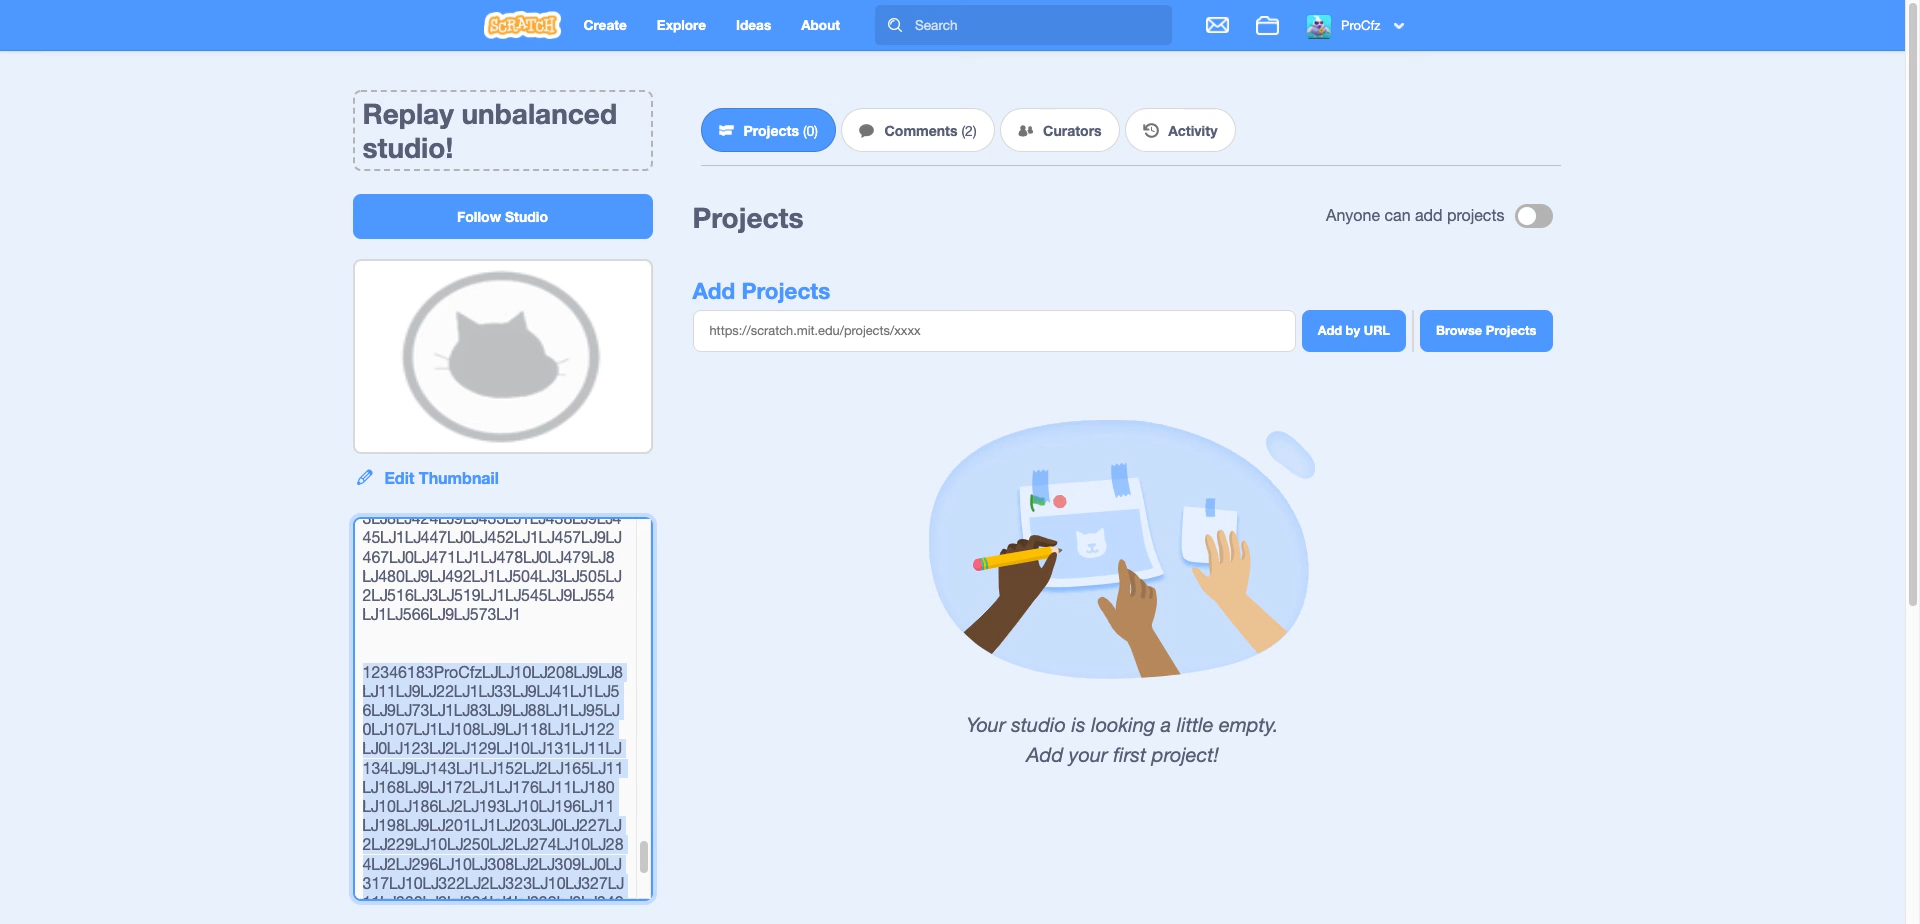 SCRATCH
Create
Explore
Ideas
About
Search
ProCfz
Replay unbalanced
studio!
Follow Studio
Edit Thumbnail
3LJ8LJ424LJ9LJ433LJ1LJ438LJ9LJ4
45LJ1LJ447LJ0LJ452LJ1LJ457LJ9LJ
467LJ0LJ471LJ1LJ478LJ0LJ479LJ8
LJ480LJ9LJ492LJ1LJ504LJ3LJ505LJ
2LJ516LJ3LJ519LJ1LJ545LJ9LJ554
LJ1LJ566LJ9LJ573LJ1
12346183ProCfzLJLJ10LJ208LJ9LJ8
LJ11LJ9LJ22LJ1LJ33LJ9LJ41LJ1LJ5
6LJ9LJ73LJ1LJ83LJ9LJ88LJ1LJ95LJ
0LJ107LJ1LJ108LJ9LJ118LJ1LJ122
LJ0LJ123LJ2LJ129LJ10LJ131LJ11LJ
134LJ9LJ143LJ1LJ152LJ2LJ165LJ11
LJ168LJ9LJ172LJ1LJ176LJ11LJ180
LJ10LJ186LJ2LJ193LJ10LJ196LJ11
LJ198LJ9LJ201LJ1LJ203LJ0LJ227LJ
2LJ229LJ10LJ250LJ2LJ274LJ10LJ28
4LJ2LJ296LJ10LJ308LJ2LJ309LJ0LJ
317LJ10LJ322LJ2LJ323LJ10LJ327LJ
Projects (0)
Comments (2)
Curators
Activity
Projects
Anyone can add projects
Add Projects
https://scratch.mit.edu/projects/xxxx
Add by URL
Browse Projects
Your studio is looking a little empty.
Add your first project!